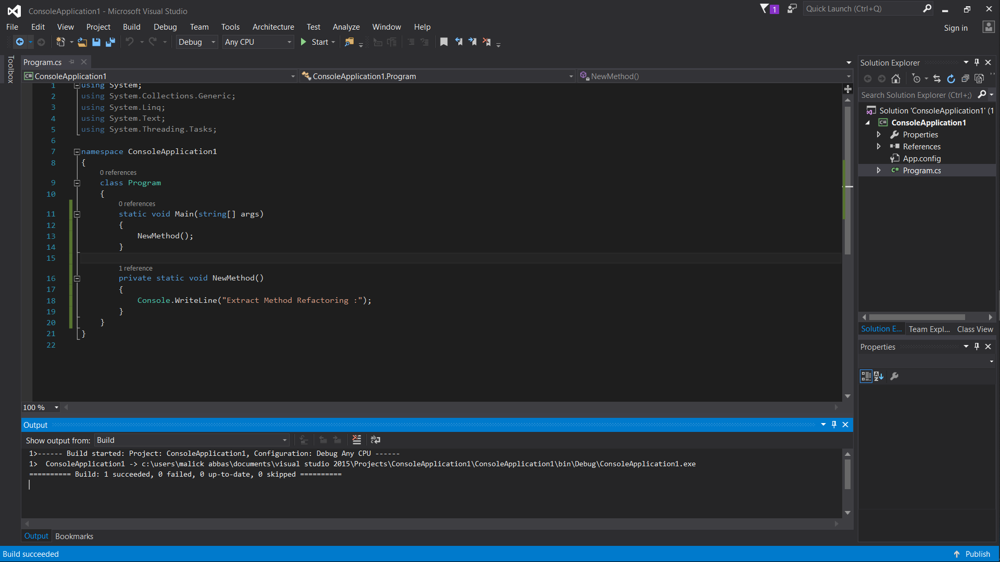 ConsoleApplication1 - Microsoft Visual Studio
1
Quick Launch (Ctrl+Q)
File Edit View Project Build Debug Team Tools Architecture Test Analyze Window Help
Sign in
Debug Any CPU Start
Toolbox
Program.cs
ConsoleApplication1 ConsoleApplication1.Program NewMethod()
1 using System;
2 using System.Collections.Generic;
3 using System.Linq;
4 using System.Text;
5 using System.Threading.Tasks;
6
7 namespace ConsoleApplication1
8 {
0 references
9 class Program
10 {
0 references
11 static void Main(string[] args)
12 {
13 NewMethod();
14 }
15
1 reference
16 private static void NewMethod()
17 {
18 Console.WriteLine("Extract Method Refactoring :");
19 }
20 }
21 }
22
100 %
Output
Show output from: Build
1>------ Build started: Project: ConsoleApplication1, Configuration: Debug Any CPU ------
1>  ConsoleApplication1 -> c:\users\malick abbas\documents\visual studio 2015\Projects\ConsoleApplication1\ConsoleApplication1\bin\Debug\ConsoleApplication1.exe
========== Build: 1 succeeded, 0 failed, 0 up-to-date, 0 skipped ==========
Output Bookmarks
Solution Explorer
Search Solution Explorer (Ctrl+;)
Solution 'ConsoleApplication1' (1
C# ConsoleApplication1
Properties
References
App.config
C# Program.cs
Solution E... Team Expl... Class View
Properties
Build succeeded
Publish